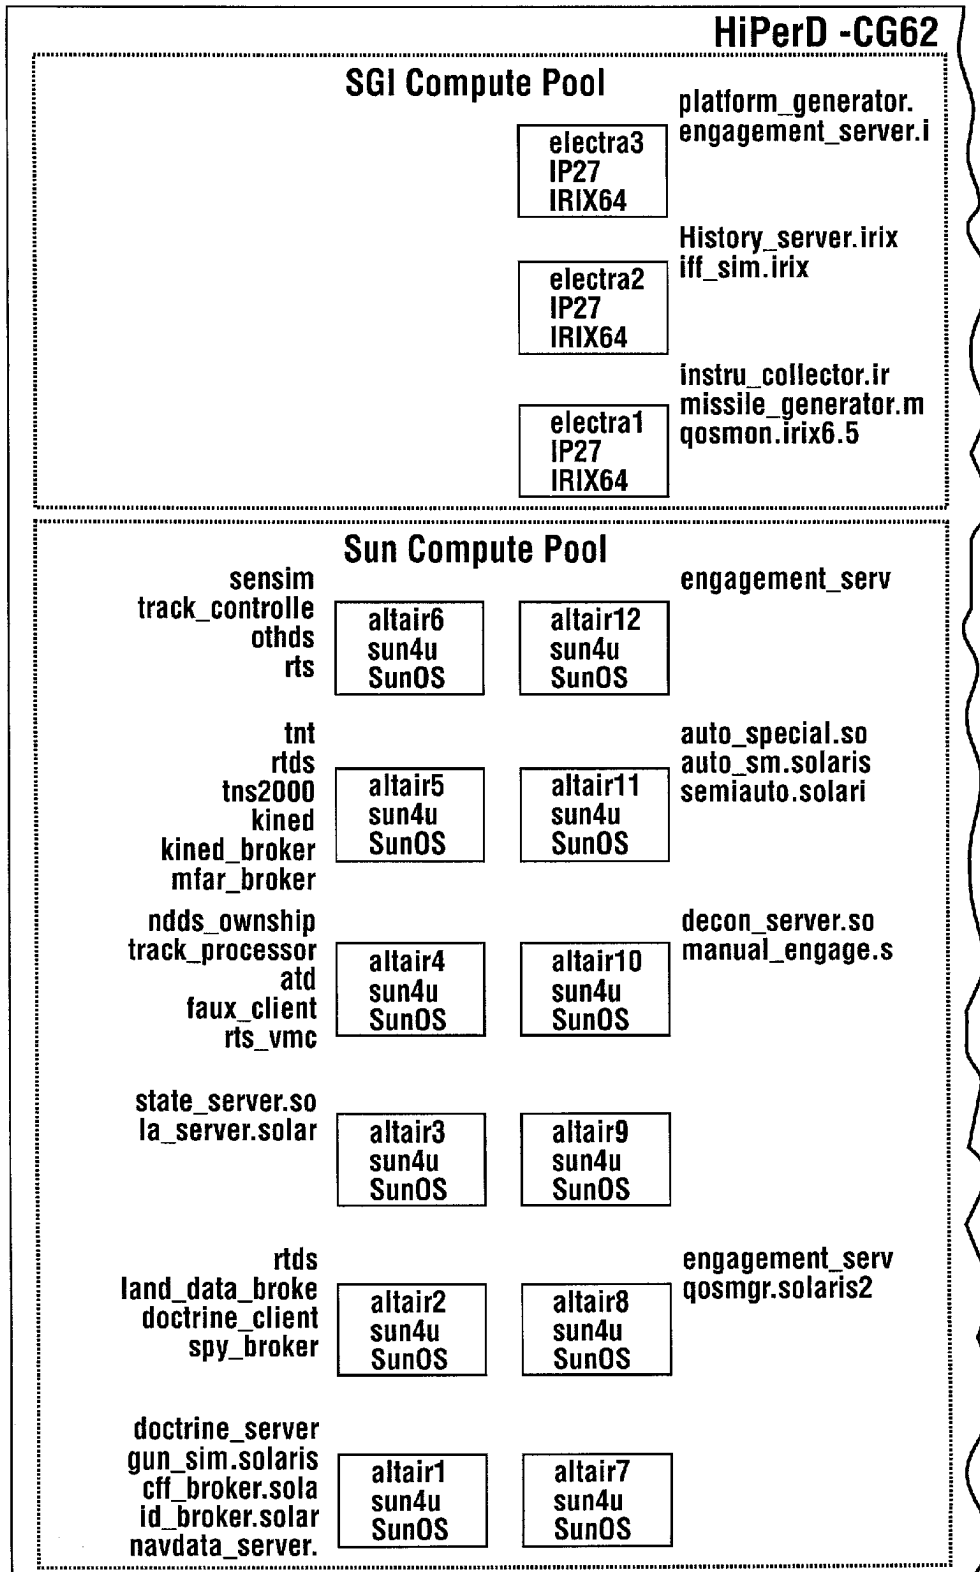 HiPerD -CG62
SGI Compute Pool
platform_generator.
engagement_server.i
electra3
IP27
IRIX64
History_server.irix
iff_sim.irix
electra2
IP27
IRIX64
instru_collector.ir
missile_generator.m
qosmon.irix6.5
electra1
IP27
IRIX64
Sun Compute Pool
sensim
track_controlle
othds
rts
altair6
sun4u
SunOS
altair12
sun4u
SunOS
engagement_serv
tnt
rtds
tns2000
kined
kined_broker
mfar_broker
altair5
sun4u
SunOS
altair11
sun4u
SunOS
auto_special.so
auto_sm.solaris
semiauto.solari
ndds_ownship
track_processor
atd
faux_client
rts_vmc
altair4
sun4u
SunOS
altair10
sun4u
SunOS
decon_server.so
manual_engage.s
state_server.so
la_server.solar
altair3
sun4u
SunOS
altair9
sun4u
SunOS
rtds
land_data_broke
doctrine_client
spy_broker
altair2
sun4u
SunOS
altair8
sun4u
SunOS
engagement_serv
qosmgr.solaris2
doctrine_server
gun_sim.solaris
cff_broker.sola
id_broker.solar
navdata_server.
altair1
sun4u
SunOS
altair7
sun4u
SunOS